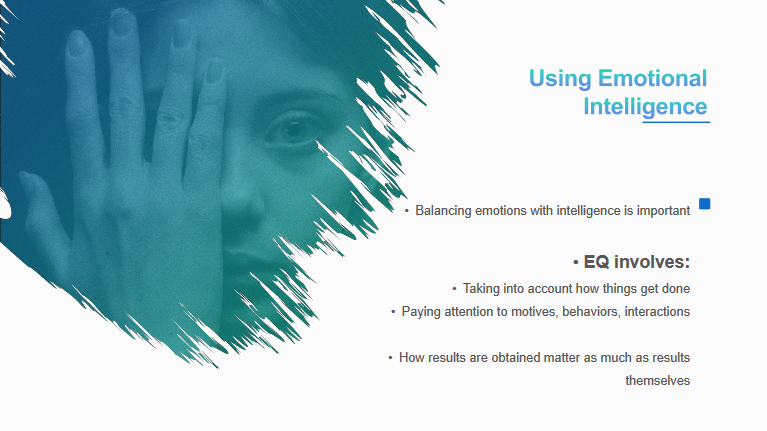 Using Emotional
Intelligence
• Balancing emotions with intelligence is important
• EQ involves:
• Taking into account how things get done
• Paying attention to motives, behaviors, interactions
• How results are obtained matter as much as results
themselves